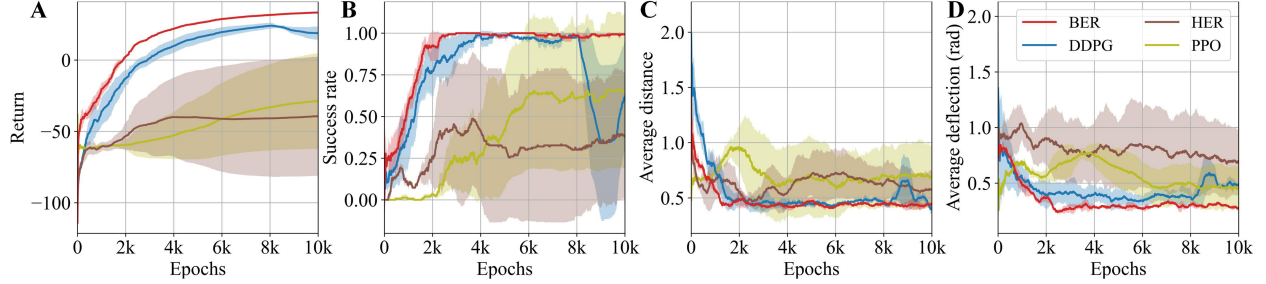 A
Return
0
−50
−100
0
2k
4k
6k
8k
10k
Epochs
B
Success rate
1.00
0.75
0.50
0.25
0.00
0
2k
4k
6k
8k
10k
Epochs
C
Average distance
2.0
1.5
1.0
0.5
0
2k
4k
6k
8k
10k
Epochs
D
Average deflection (rad)
2.0
1.5
1.0
0.5
0
2k
4k
6k
8k
10k
Epochs
BER
DDPG
HER
PPO